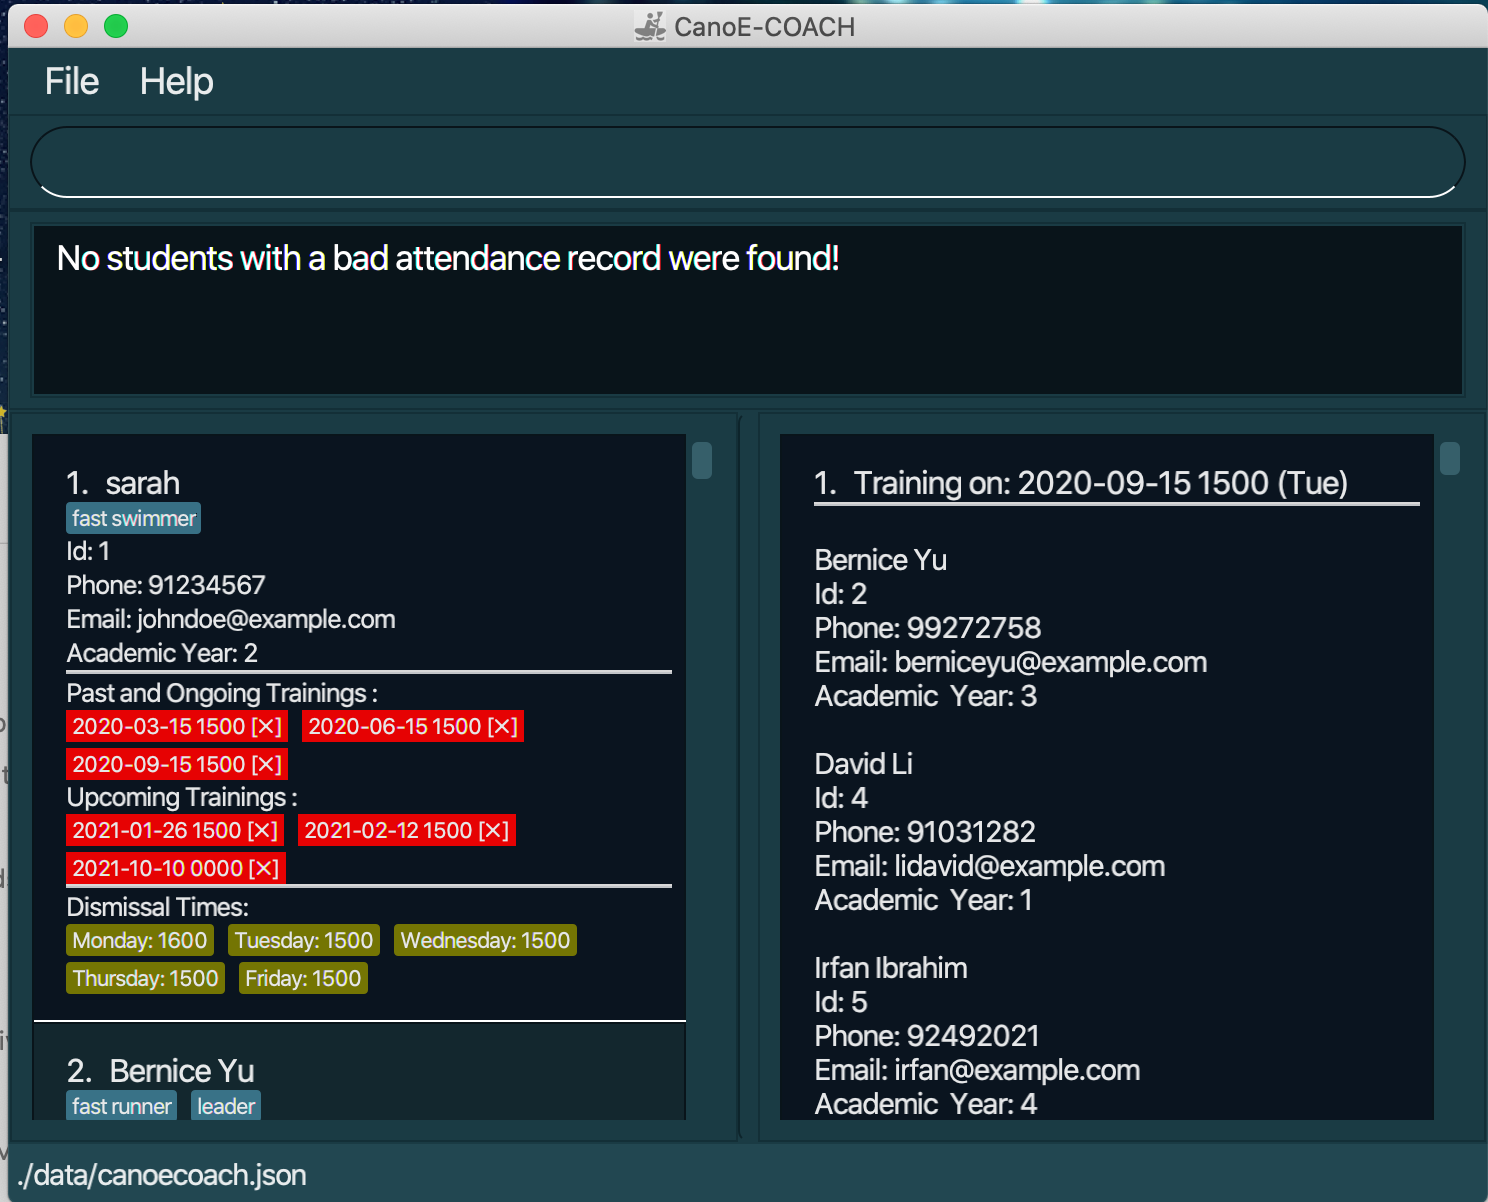 CanoE-COACH
File Help
No students with a bad attendance record were found!
1. sarah
fast swimmer
Id: 1
Phone: 91234567
Email: johndoe@example.com
Academic Year: 2
Past and Ongoing Trainings :
2020-03-15 1500 [✕] 2020-06-15 1500 [✕]
2020-09-15 1500 [✕]
Upcoming Trainings :
2021-01-26 1500 [✕] 2021-02-12 1500 [✕]
2021-10-10 0000 [✕]
Dismissal Times:
Monday: 1600 Tuesday: 1500 Wednesday: 1500
Thursday: 1500 Friday: 1500
2. Bernice Yu
fast runner leader
1. Training on: 2020-09-15 1500 (Tue)
Bernice Yu
Id: 2
Phone: 99272758
Email: berniceyu@example.com
Academic Year: 3
David Li
Id: 4
Phone: 91031282
Email: lidavid@example.com
Academic Year: 1
Irfan Ibrahim
Id: 5
Phone: 92492021
Email: irfan@example.com
Academic Year: 4
./data/canoecoach.json